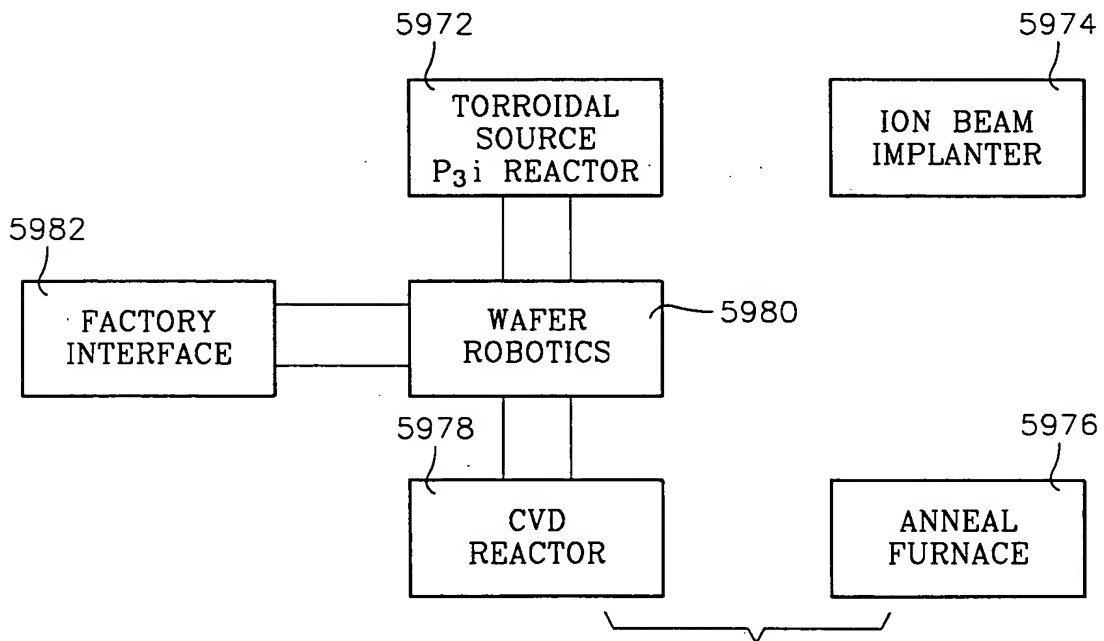 5972
5974
TORROIDAL
SOURCE
P₃i REACTOR
ION BEAM
IMPLANTER
5982
FACTORY
INTERFACE
WAFER
ROBOTICS
5980
5978
5976
CVD
REACTOR
ANNEAL
FURNACE